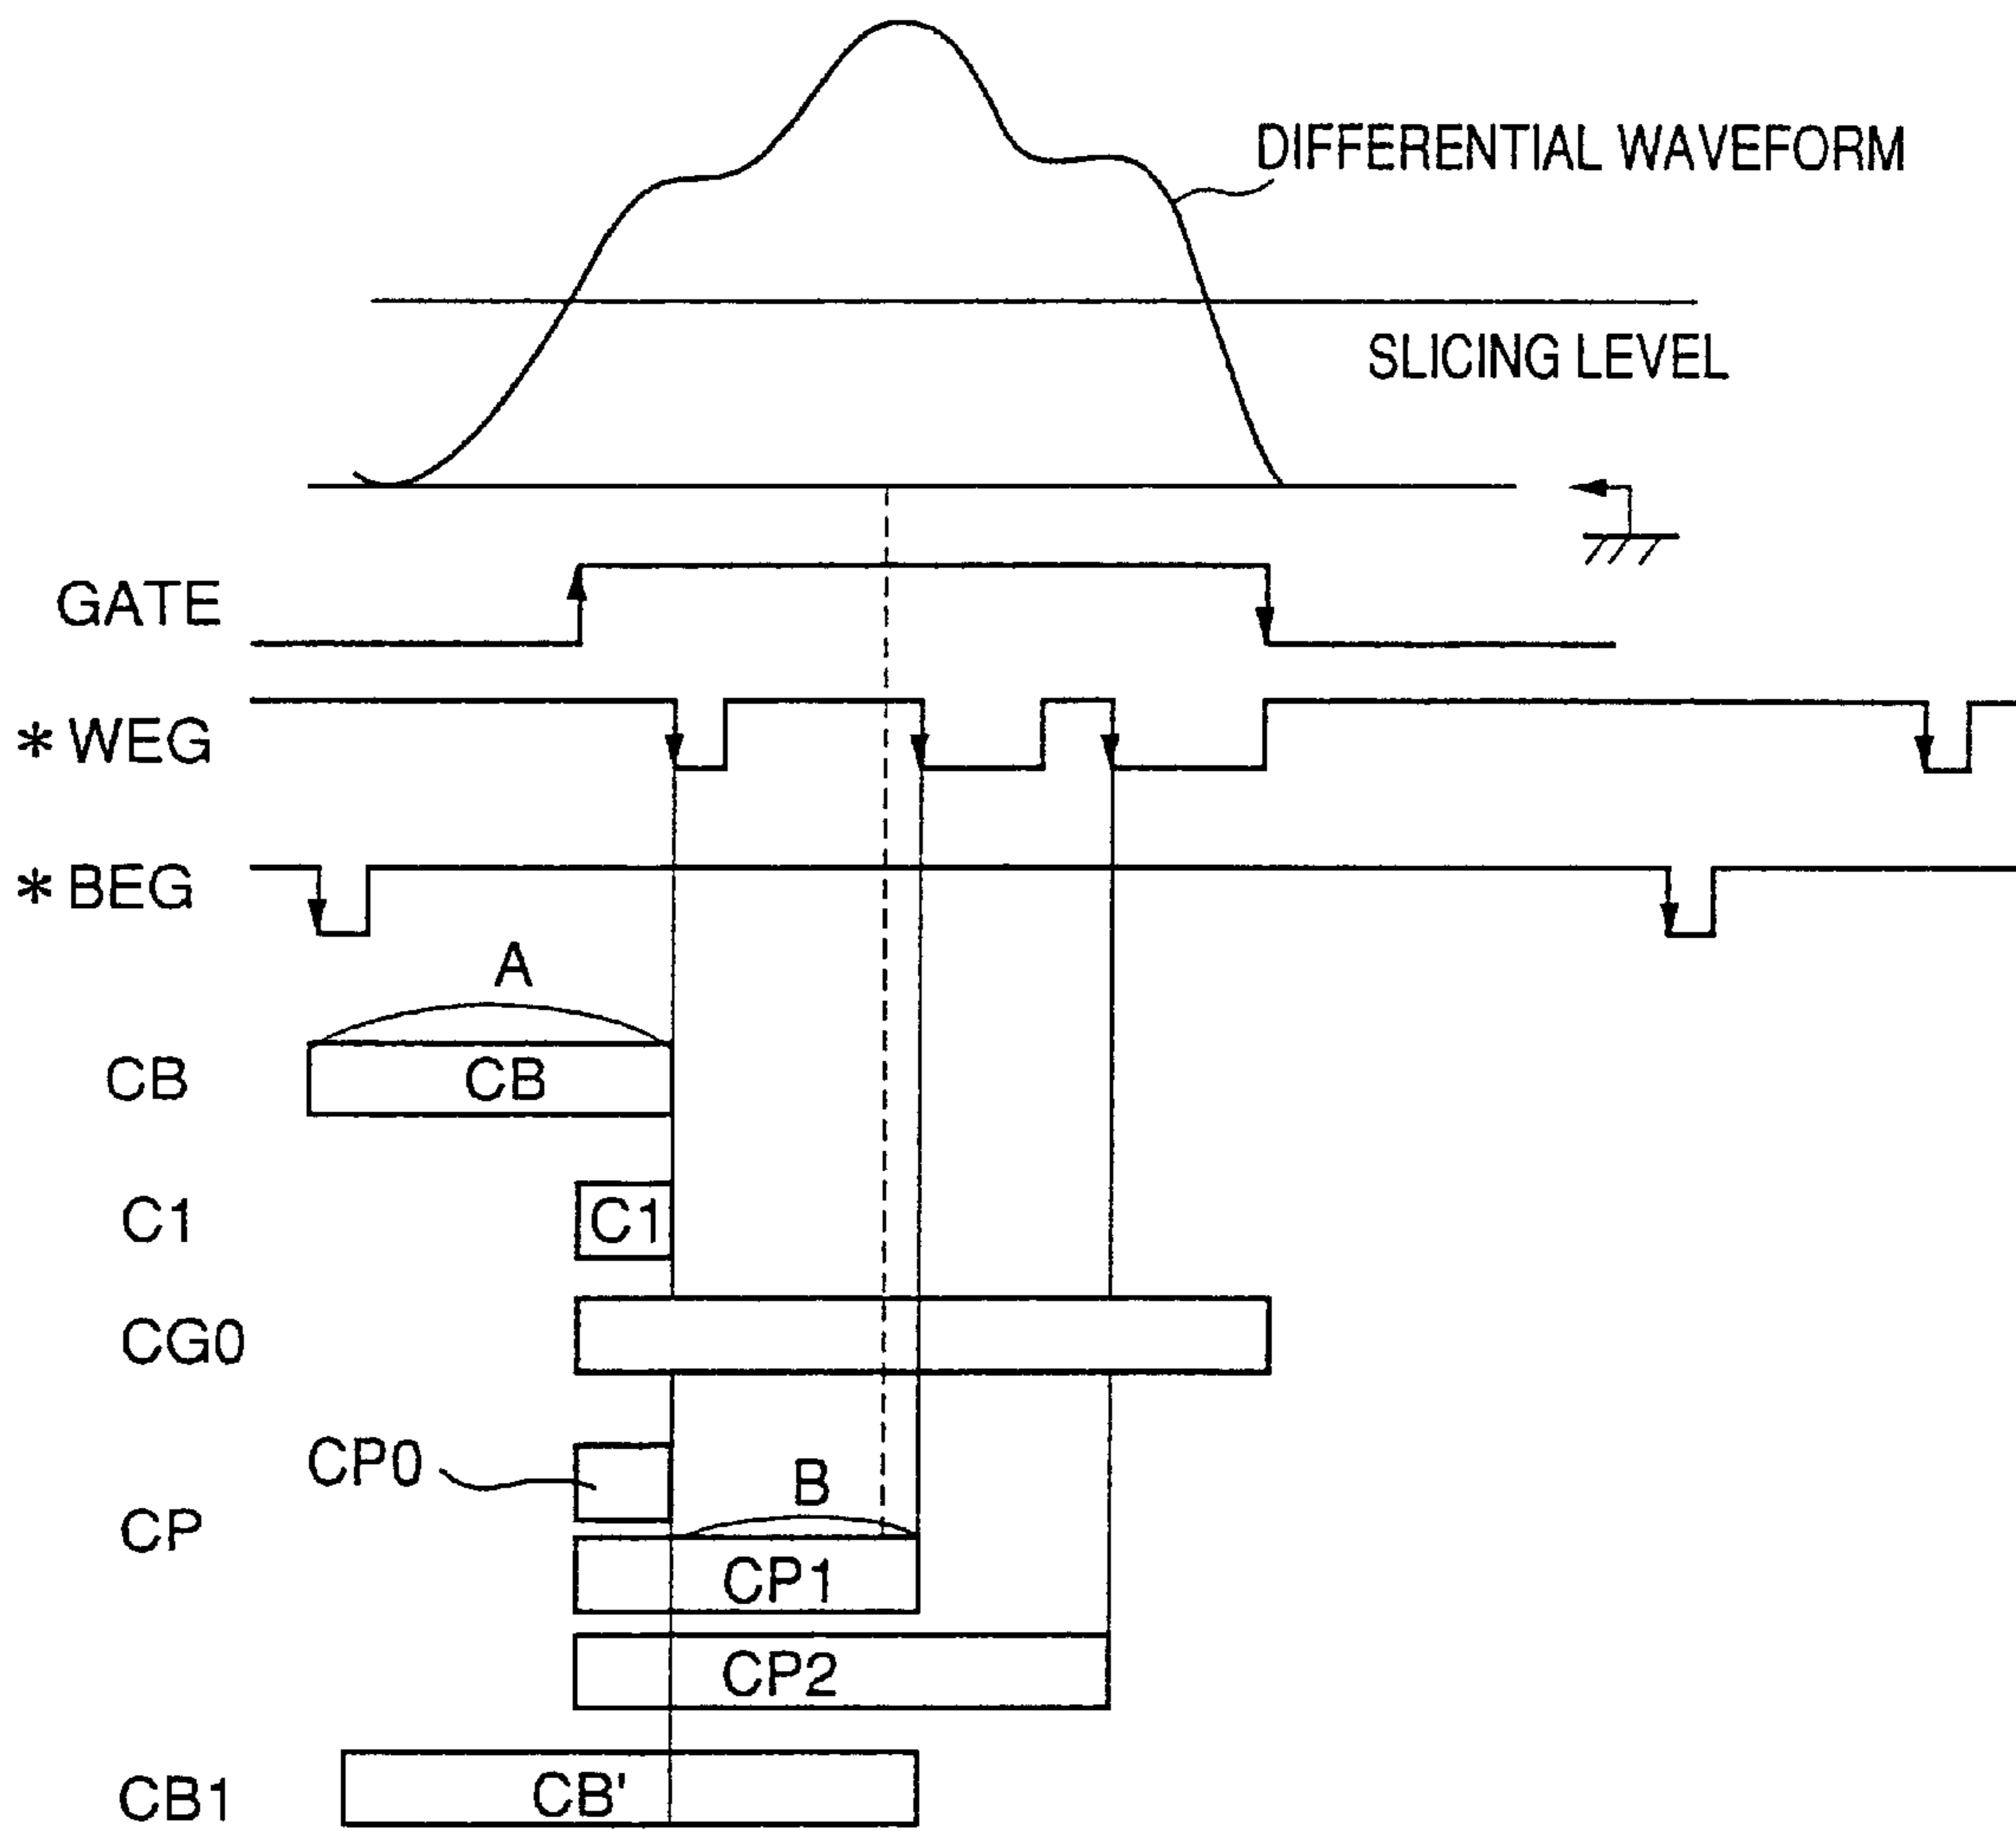 DIFFERENTIAL WAVEFORM
SLICING LEVEL
GATE
* WEG
* BEG
A
CB
CB
C1
C1
CG0
CP0
B
CP
CP1
CP2
CB1
CB'